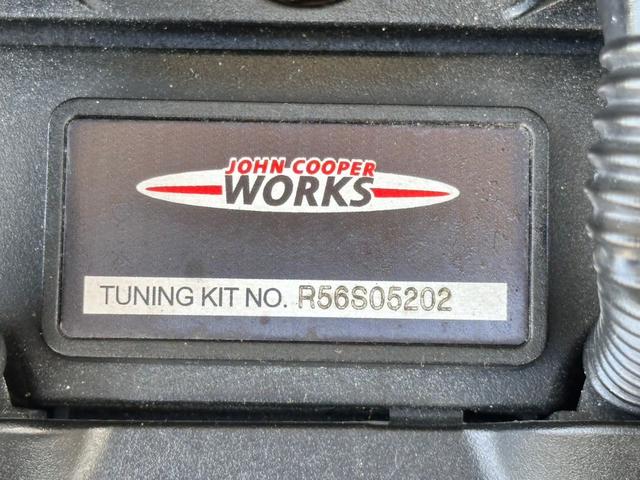 JOHN COOPER
WORKS
TUNING KIT NO. R56S05202